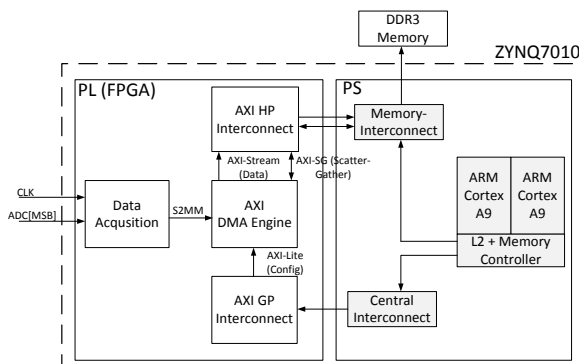 DDR3
Memory
ZYNQ7010
PL (FPGA)
PS
AXI HP
Interconnect
Memory-
Interconnect
AXI-Stream
(Data)
AXI-SG (Scatter-
Gather)
ARM
Cortex
A9
ARM
Cortex
A9
CLK
ADC[MSB]
Data
Acqusition
S2MM
AXI
DMA Engine
L2 + Memory
Controller
AXI-Lite
(Config)
AXI GP
Interconnect
Central
Interconnect